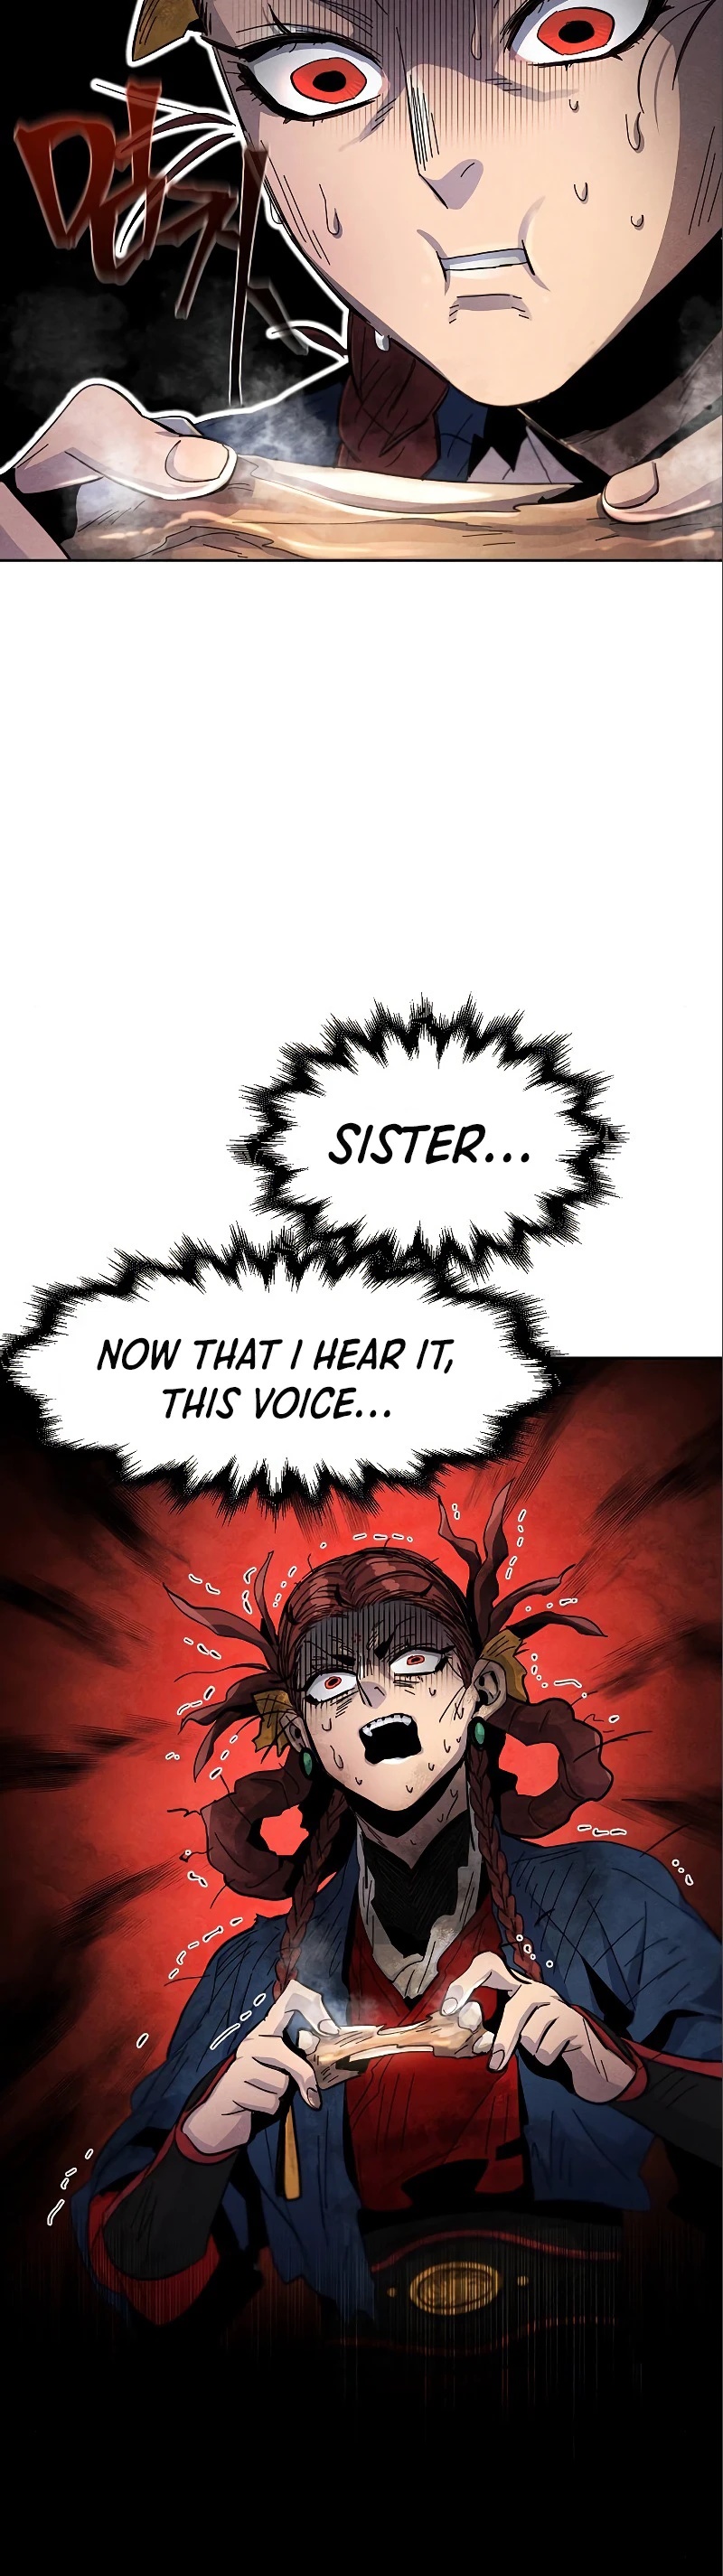 멈칫
SISTER...
NOW THAT I HEAR IT,
THIS VOICE...